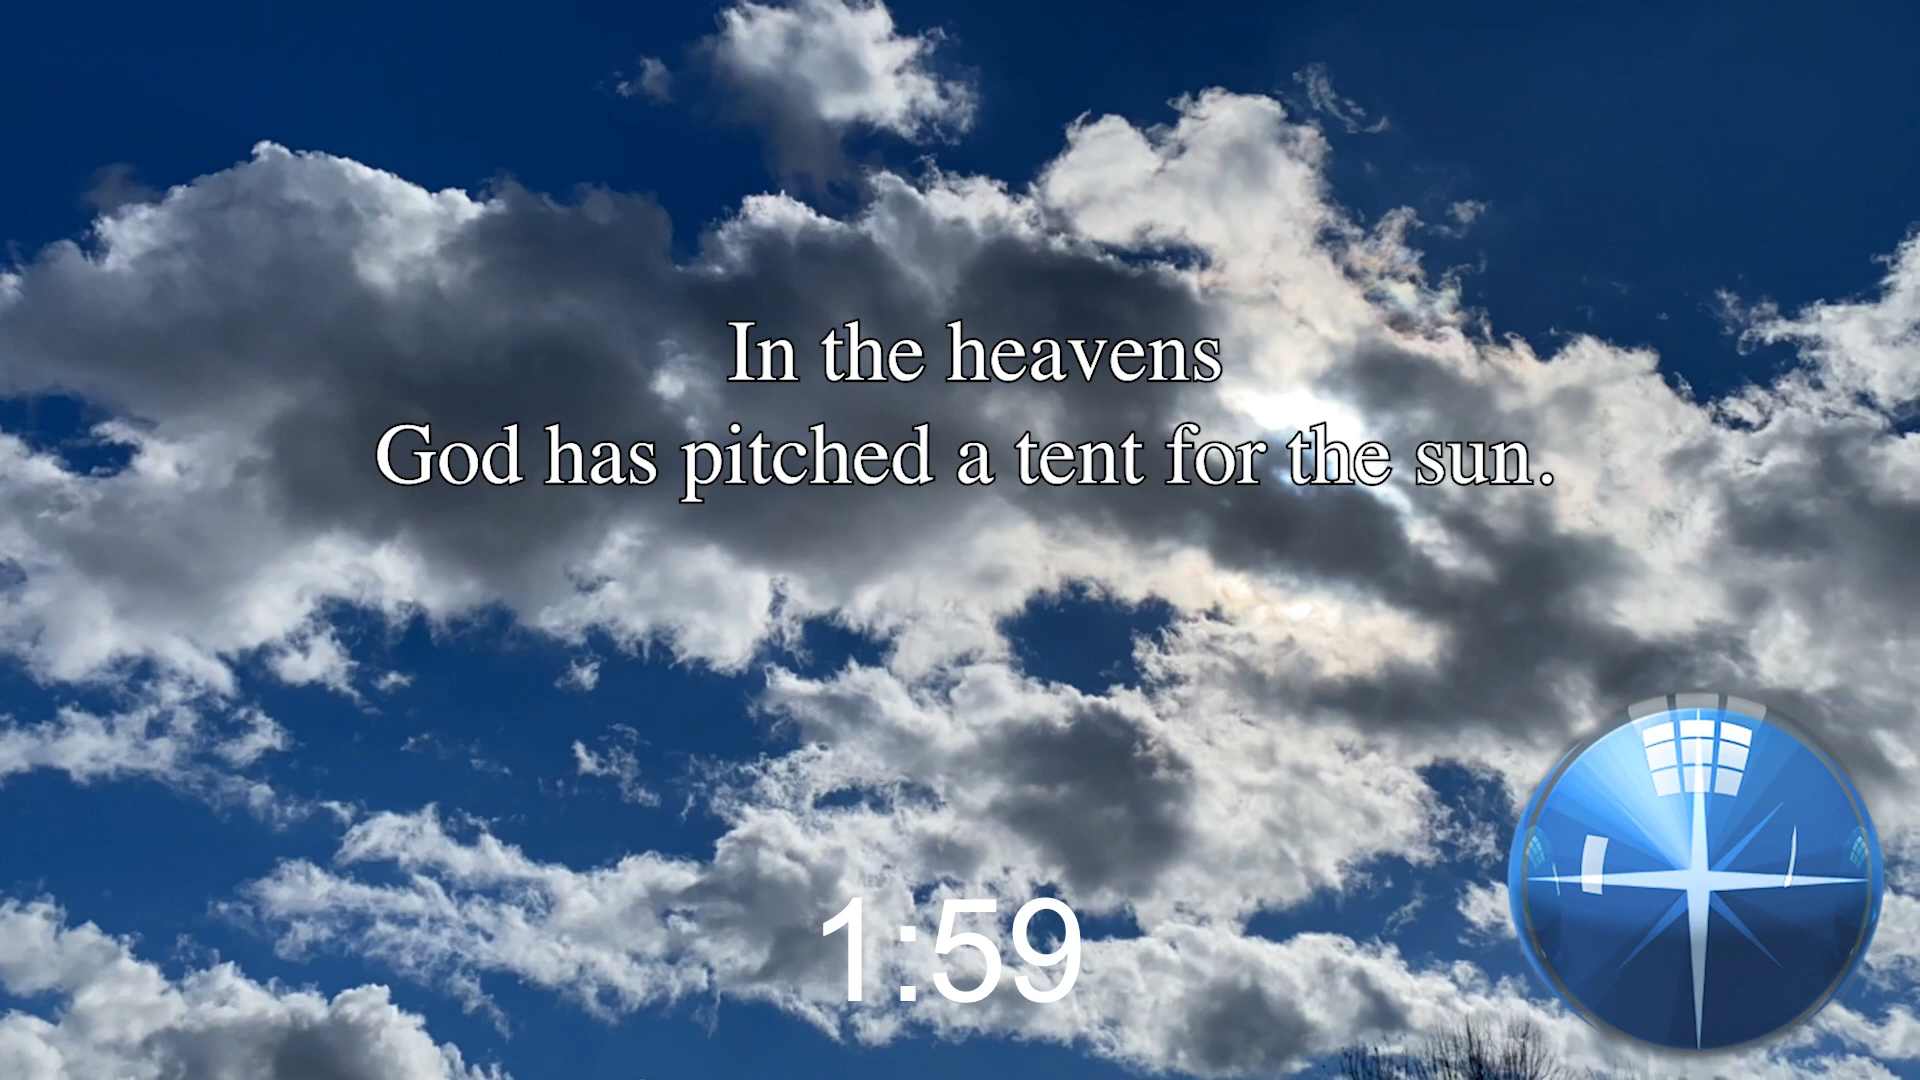 In the heavens
God has pitched a tent for the sun.
1:59